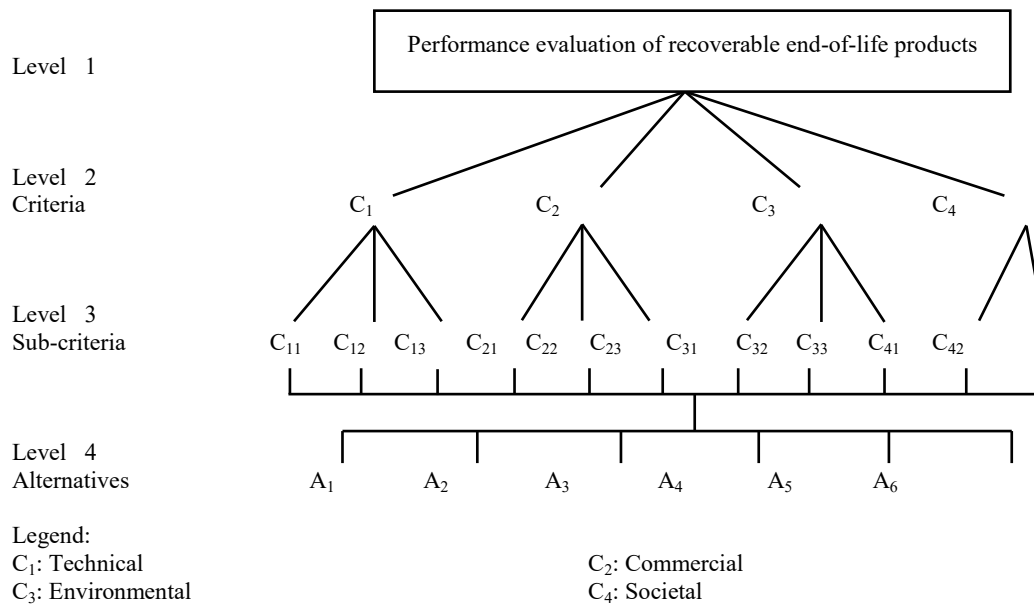 Performance evaluation of recoverable end-of-life products
Level 1
Level 2
Criteria
C₁ C₂ C₃ C₄
Level 3
Sub-criteria
C₁₁ C₁₂ C₁₃ C₂₁ C₂₂ C₂₃ C₃₁ C₃₂ C₃₃ C₄₁ C₄₂
Level 4
Alternatives
A₁ A₂ A₃ A₄ A₅ A₆
Legend:
C₁: Technical C₂: Commercial
C₃: Environmental C₄: Societal